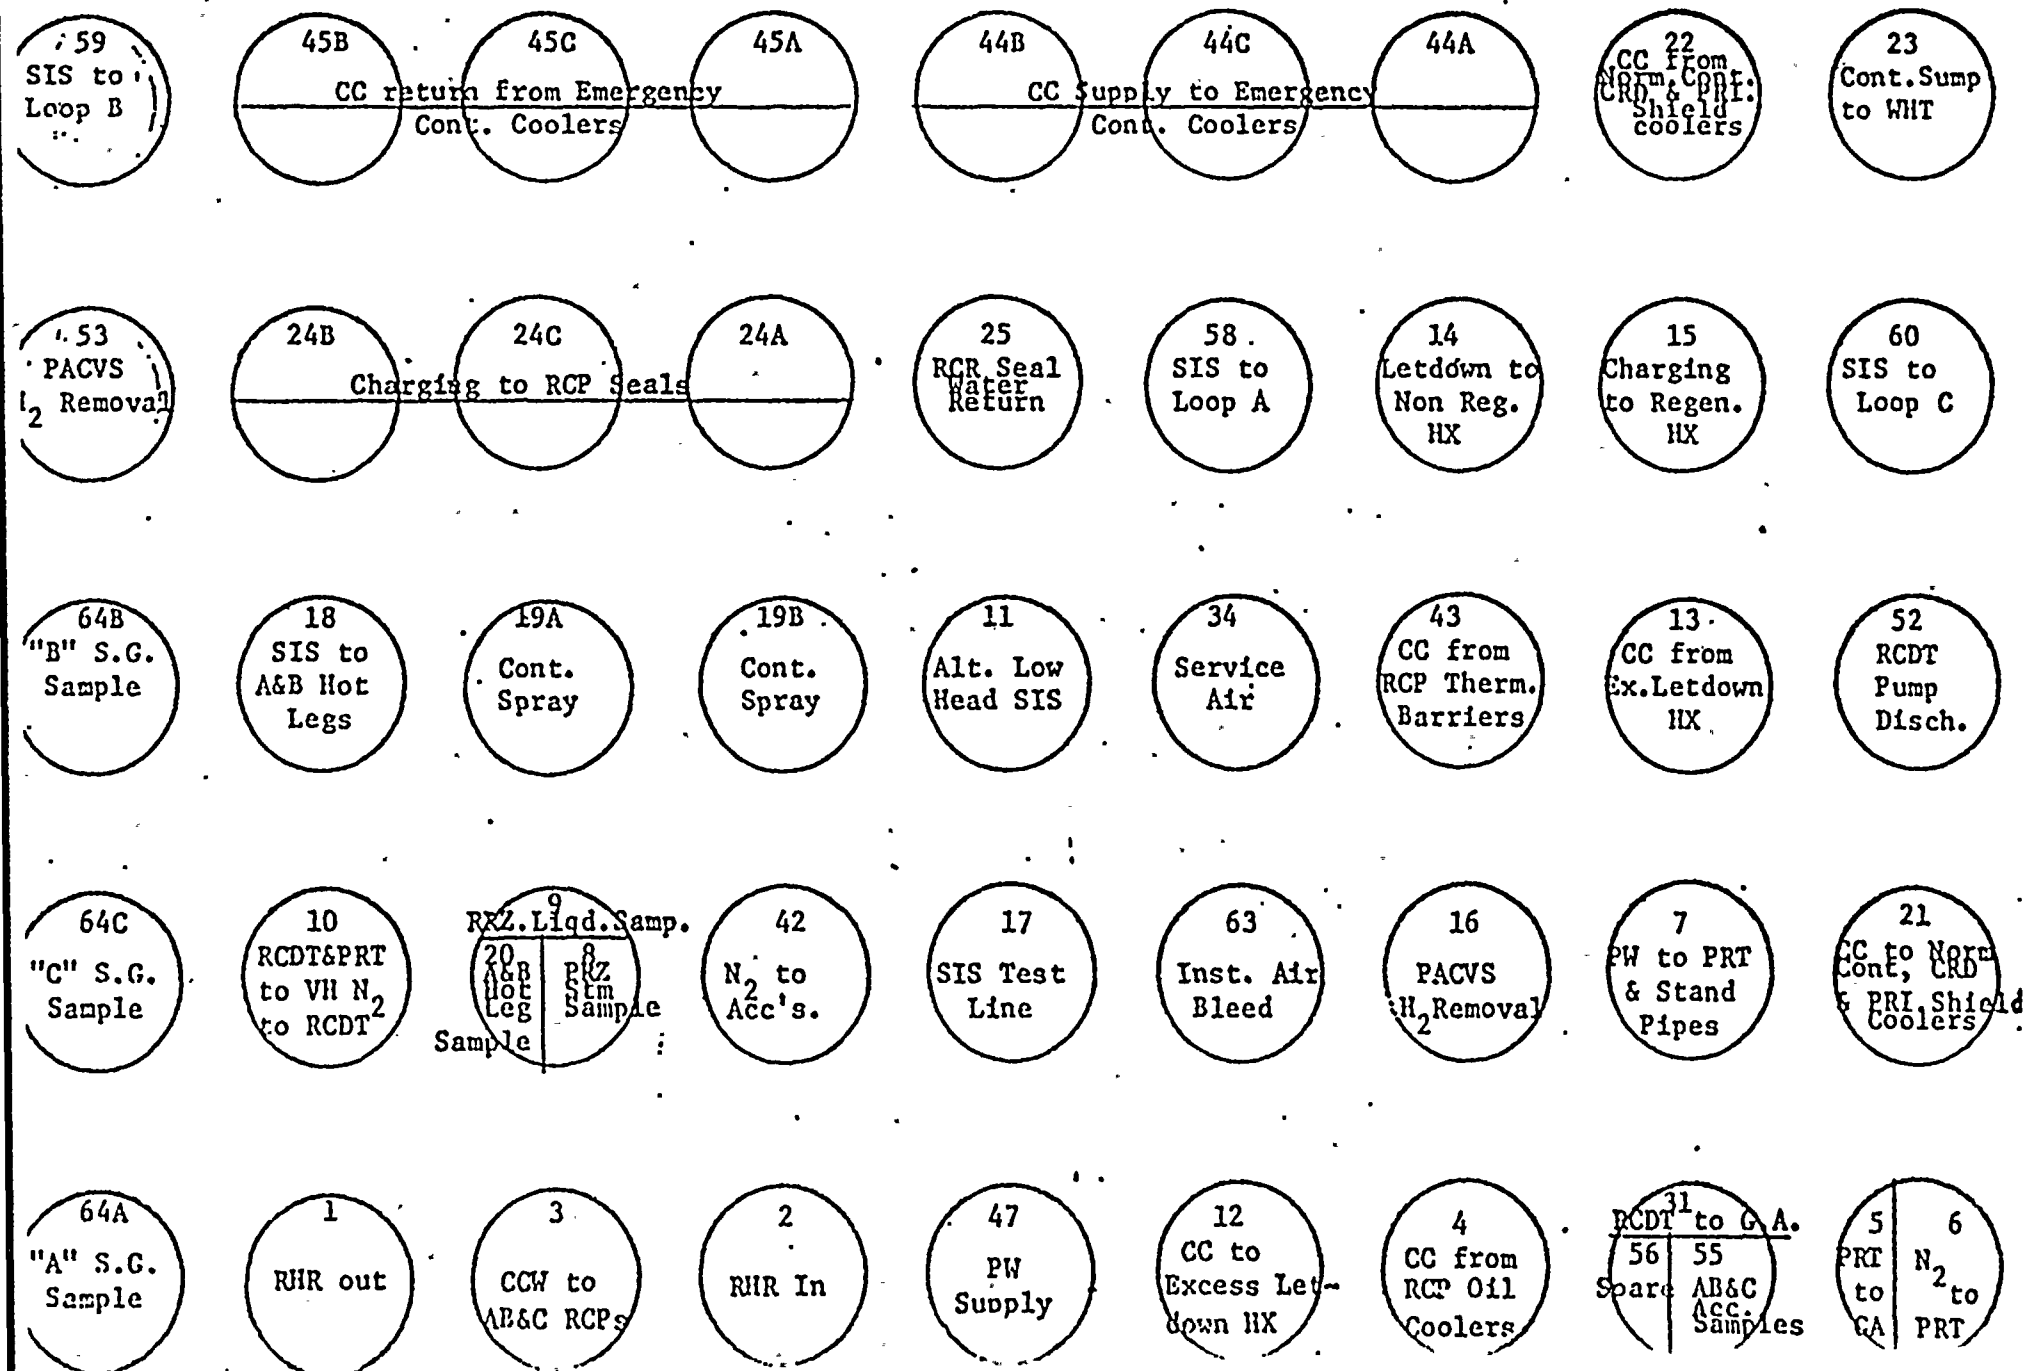 59
SIS to
Loop B
45B
45C
45A
CC return from Emergency
Cont. Coolers
44B
44C
44A
CC Supply to Emergency
Cont. Coolers
22
CC from
Norm.Cont.
CRD & PRI.
Shield
coolers
23
Cont.Sump
to WHT
53
PACVS
2 Removal
24B
24C
24A
Charging to RCP Seals
25
RCR Seal
Water
Return
58
SIS to
Loop A
14
Letdown to
Non Reg.
HX
15
Charging
to Regen.
HX
60
SIS to
Loop C
64B
"B" S.G.
Sample
18
SIS to
A&B Hot
Legs
19A
Cont.
Spray
19B
Cont.
Spray
11
Alt. Low
Head SIS
34
Service
Air
43
CC from
RCP Therm.
Barriers
13
CC from
Ex.Letdown
HX
52
RCDT
Pump
Disch.
64C
"C" S.G.
Sample
10
RCDT&PRT
to VH N2
to RCDT
9
RRZ.Liqd.Samp.
20
A&B
Hot
Leg
Sample
8
PRZ
Stm
Sample
42
N2 to
Acc's.
17
SIS Test
Line
63
Inst. Air
Bleed
16
PACVS
H2Removal
7
PW to PRT
& Stand
Pipes
21
CC to Norm
Cont, CRD
& PRI.Shield
Coolers
64A
"A" S.G.
Sample
1
RHR out
3
CCW to
AB&C RCPs
2
RHR In
47
PW
Supply
12
CC to
Excess Let-
down HX
4
CC from
RCP Oil
Coolers
31
RCDT to G.A.
56
Spare
55
AB&C
Acc.
Samples
5
PRT
to
GA
6
N2
to
PRT